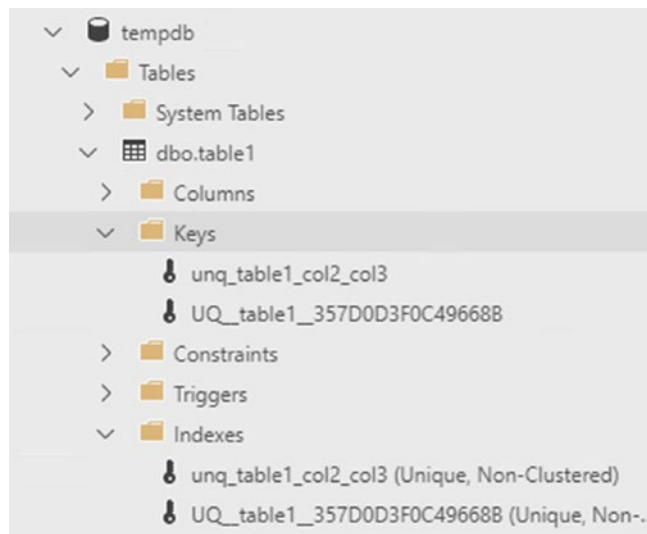 tempdb
Tables
System Tables
dbo.table1
Columns
Keys
unq_table1_col2_col3
UQ__table1__357D0D3F0C49668B
Constraints
Triggers
Indexes
unq_table1_col2_col3 (Unique, Non-Clustered)
UQ__table1__357D0D3F0C49668B (Unique, Non-...